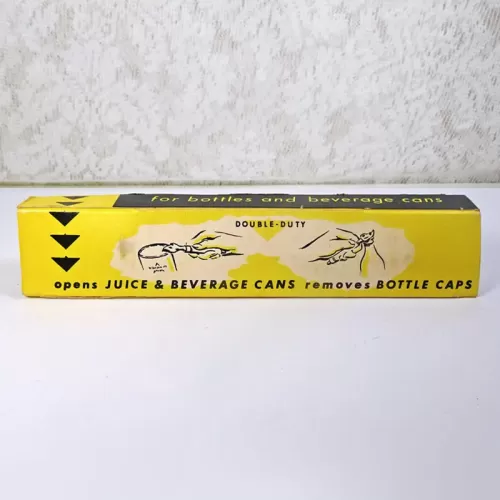 for bottles and beverage cans
DOUBLE-DUTY
opens JUICE & BEVERAGE CANS removes BOTTLE CAPS